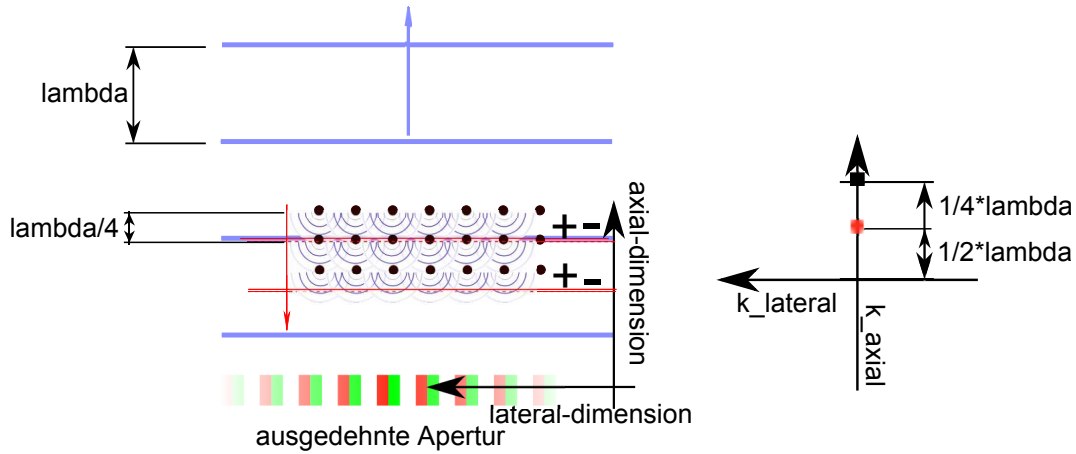 lambda
lambda/4
+-
+-
axial-dimension
lateral-dimension
ausgedehnte Apertur
1/4*lambda
1/2*lambda
k_lateral
k_axial